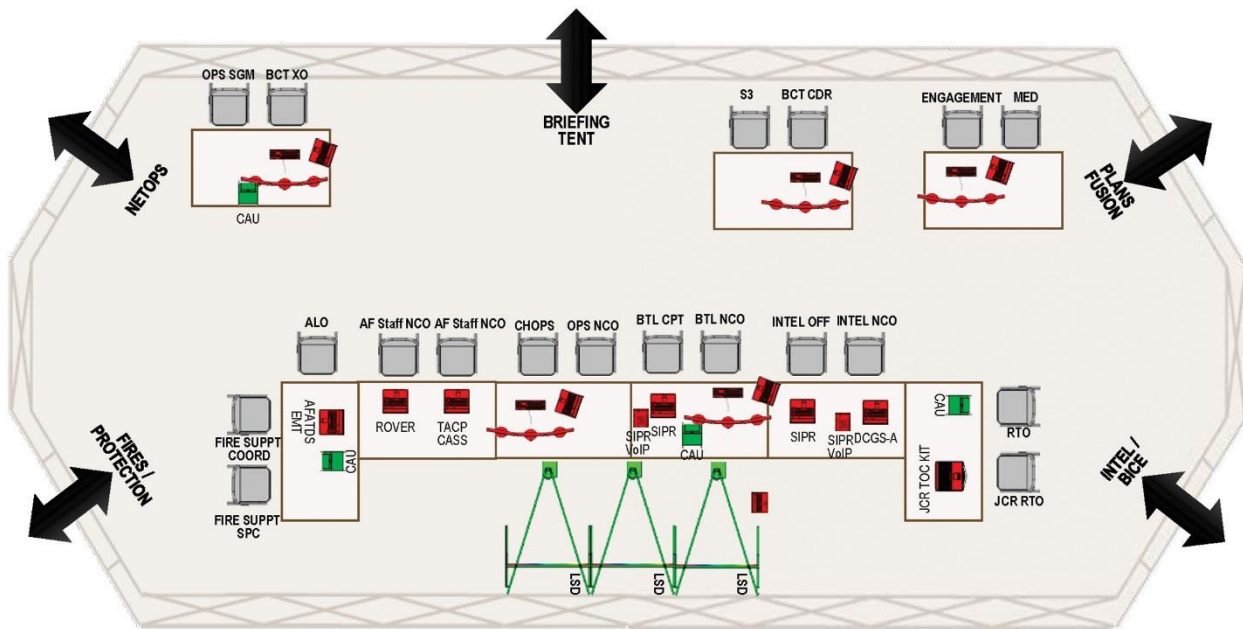 OPS SGM
BCT XO
CAU
NETOPS
BRIEFING
TENT
S3
BCT CDR
ENGAGEMENT
MED
PLANS
FUSION
ALO
AF Staff NCO
AF Staff NCO
CHOPS
OPS NCO
BTL CPT
BTL NCO
INTEL OFF
INTEL NCO
FIRE SUPPT
COORD
FIRE SUPPT
SPC
AFATDS
EMT
CAU
ROVER
TACP
CASS
SIPR
VoIP
SIPR
CAU
SIPR
SIPR
VoIP
DCGS-A
CAU
JCR TOC KIT
RTO
JCR RTO
FIRES /
PROTECTION
INTEL /
BICE
LSD
LSD
LSD